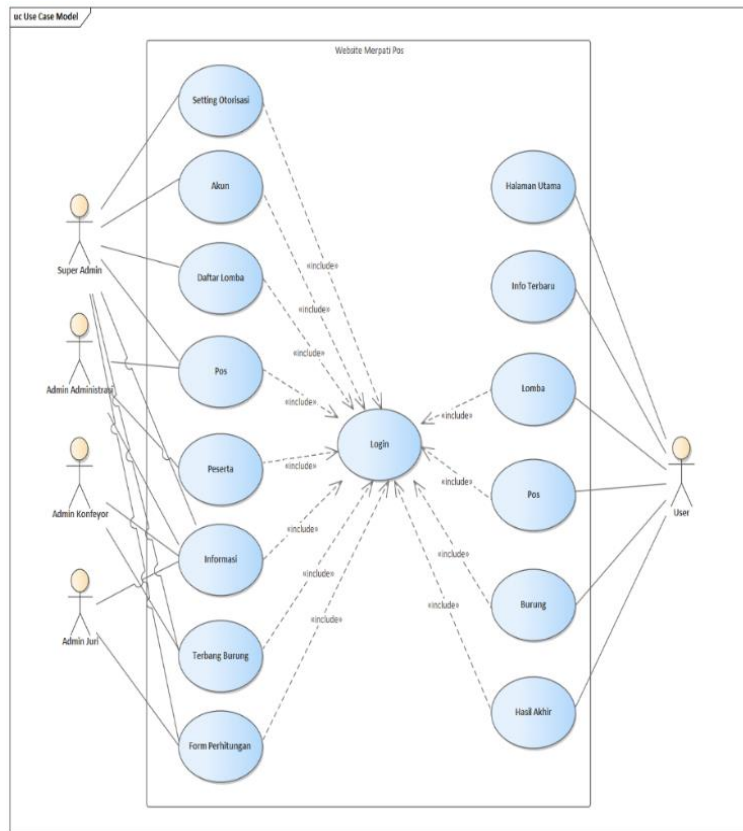 uc Use Case Model
Website Merpati Pos
Setting Otorisasi
Akun
Daftar Lomba
Pos
Peserta
Informasi
Terbang Burung
Form Perhitungan
Super Admin
Admin Administrasi
Admin Konfeyor
Admin Juri
«include»
«include»
«include»
«include»
«include»
«include»
«include»
Login
«include»
«include»
«include»
«include»
Halaman Utama
Info Terbaru
Lomba
Pos
Burung
Hasil Akhir
User